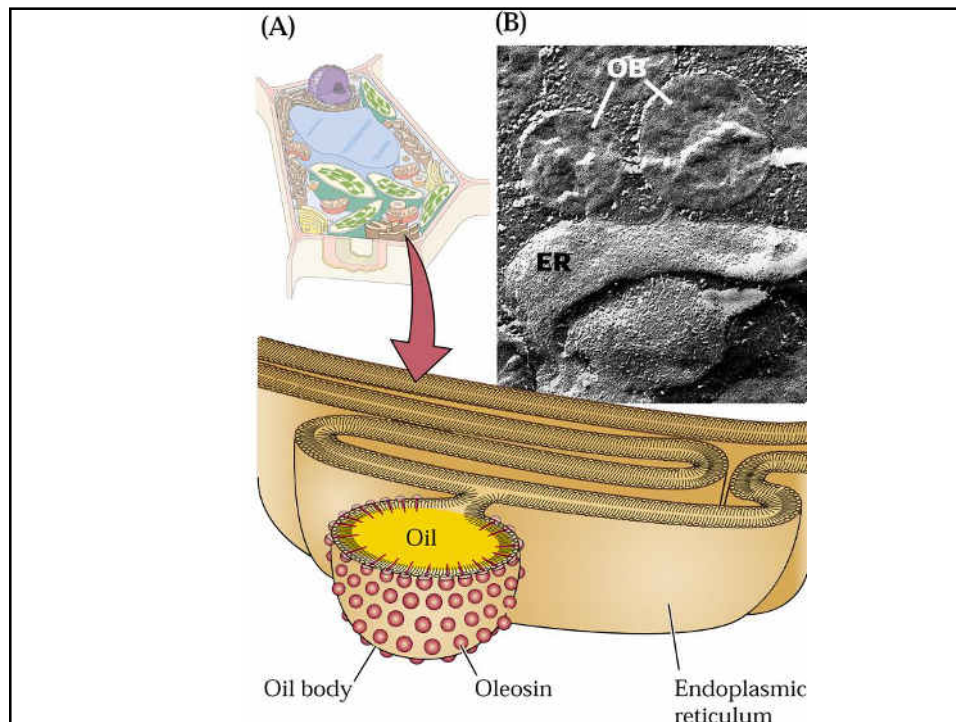 (A)
(B)
OB
ER
Oil
Oil body
Oleosin
Endoplasmic
reticulum